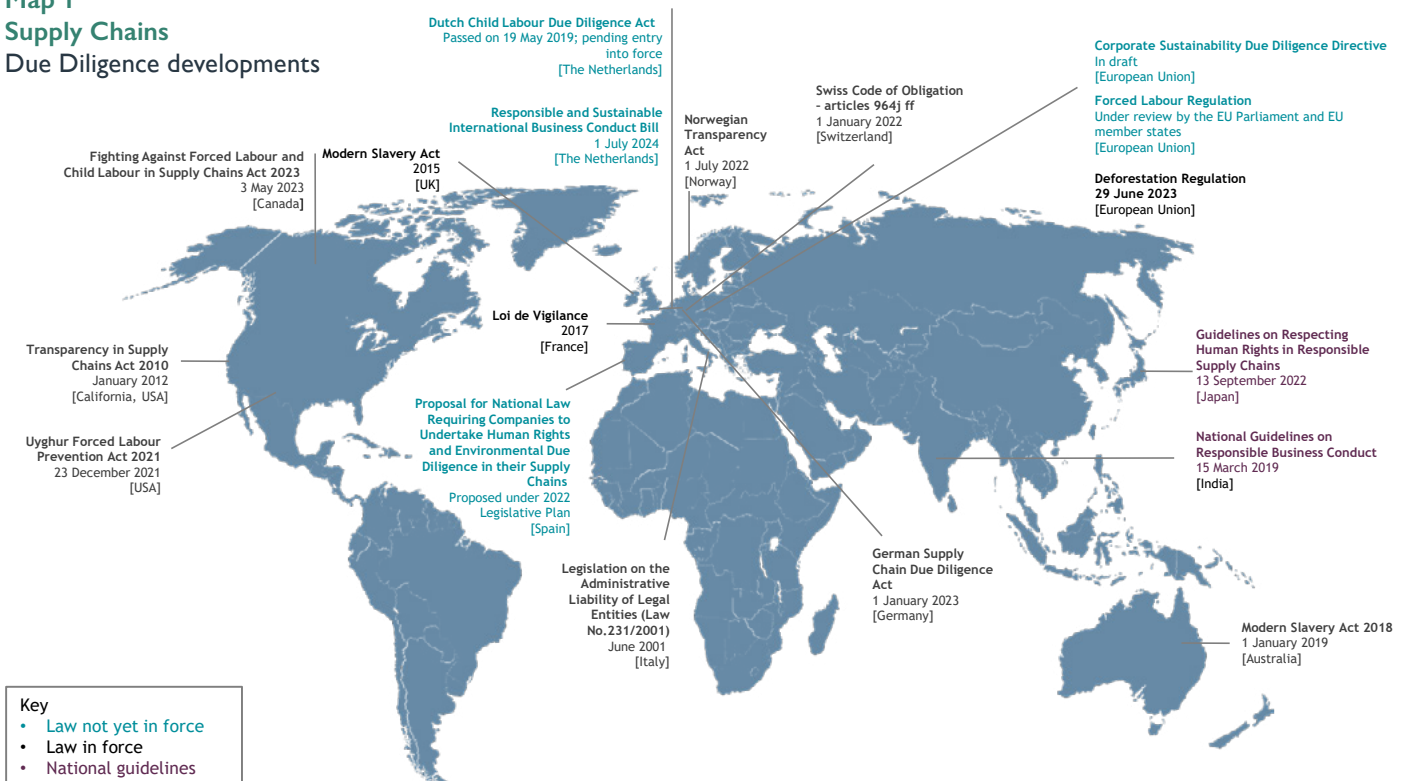 Map 1
Supply Chains
Due Diligence developments
Dutch Child Labour Due Diligence Act
Passed on 19 May 2019; pending entry
into force
[The Netherlands]
Responsible and Sustainable
International Business Conduct Bill
1 July 2024
[The Netherlands]
Fighting Against Forced Labour and
Child Labour in Supply Chains Act 2023
3 May 2023
[Canada]
Modern Slavery Act
2015
[UK]
Norwegian
Transparency
Act
1 July 2022
[Norway]
Swiss Code of Obligation
- articles 964j ff
1 January 2022
[Switzerland]
Corporate Sustainability Due Diligence Directive
In draft
[European Union]
Forced Labour Regulation
Under review by the EU Parliament and EU
member states
[European Union]
Deforestation Regulation
29 June 2023
[European Union]
Transparency in Supply
Chains Act 2010
January 2012
[California, USA]
Uyghur Forced Labour
Prevention Act 2021
23 December 2021
[USA]
Loi de Vigilance
2017
[France]
Proposal for National Law
Requiring Companies to
Undertake Human Rights
and Environmental Due
Diligence in their Supply
Chains
Proposed under 2022
Legislative Plan
[Spain]
Legislation on the
Administrative
Liability of Legal
Entities (Law
No.231/2001)
June 2001
[Italy]
German Supply
Chain Due Diligence
Act
1 January 2023
[Germany]
Guidelines on Respecting
Human Rights in Responsible
Supply Chains
13 September 2022
[Japan]
National Guidelines on
Responsible Business Conduct
15 March 2019
[India]
Modern Slavery Act 2018
1 January 2019
[Australia]
Key
• Law not yet in force
• Law in force
• National guidelines